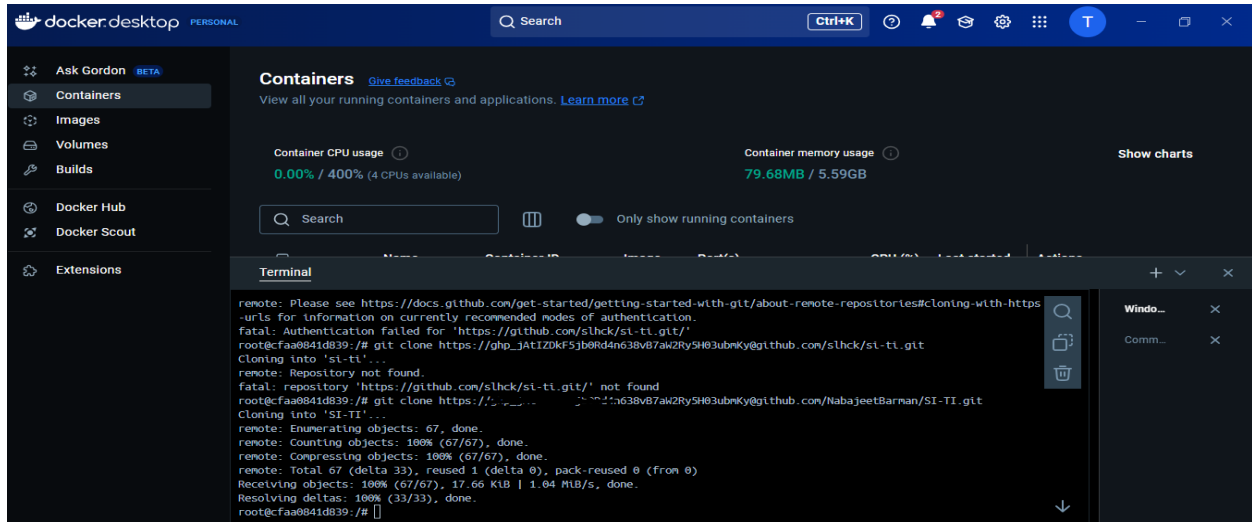 docker.desktop PERSONAL
Search
Ctrl+K
2
T
Ask Gordon BETA
Containers
Images
Volumes
Builds
Docker Hub
Docker Scout
Extensions
Containers Give feedback
View all your running containers and applications. Learn more
Container CPU usage
0.00% / 400% (4 CPUs available)
Container memory usage
79.68MB / 5.59GB
Show charts
Search
Only show running containers
Terminal
remote: Please see https://docs.github.com/get-started/getting-started-with-git/about-remote-repositories#cloning-with-https
-urls for information on currently recommended modes of authentication.
fatal: Authentication failed for 'https://github.com/slhck/si-ti.git/'
root@cfaa0841d839:/# git clone https://[access token omitted]@github.com/slhck/si-ti.git
Cloning into 'si-ti'...
remote: Repository not found.
fatal: repository 'https://github.com/slhck/si-ti.git/' not found
root@cfaa0841d839:/# git clone https://[access token omitted]@github.com/NabajeetBarman/SI-TI.git
Cloning into 'SI-TI'...
remote: Enumerating objects: 67, done.
remote: Counting objects: 100% (67/67), done.
remote: Compressing objects: 100% (67/67), done.
remote: Total 67 (delta 33), reused 1 (delta 0), pack-reused 0 (from 0)
Receiving objects: 100% (67/67), 17.66 KiB | 1.04 MiB/s, done.
Resolving deltas: 100% (33/33), done.
root@cfaa0841d839:/#
Windo...
Comm...